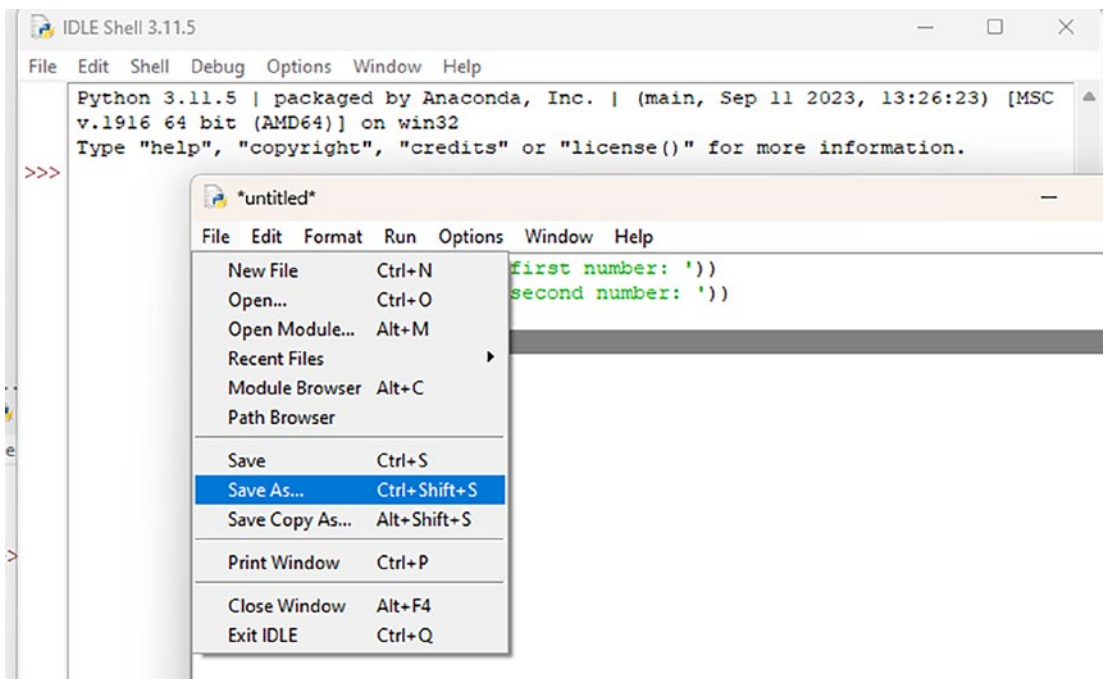 IDLE Shell 3.11.5
File Edit Shell Debug Options Window Help
Python 3.11.5 | packaged by Anaconda, Inc. | (main, Sep 11 2023, 13:26:23) [MSC
v.1916 64 bit (AMD64)] on win32
Type "help", "copyright", "credits" or "license()" for more information.
>>>
*untitled*
File Edit Format Run Options Window Help
first number: '))
second number: '))
New File Ctrl+N
Open... Ctrl+O
Open Module... Alt+M
Recent Files
Module Browser Alt+C
Path Browser
Save Ctrl+S
Save As... Ctrl+Shift+S
Save Copy As... Alt+Shift+S
Print Window Ctrl+P
Close Window Alt+F4
Exit IDLE Ctrl+Q